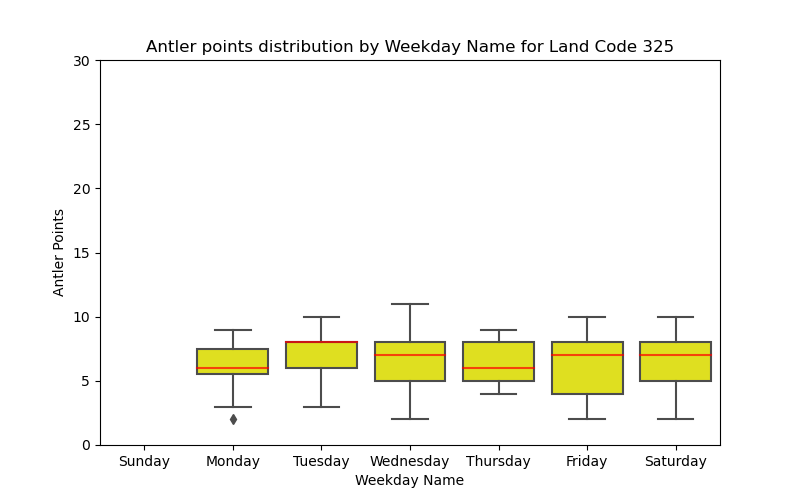 Antler points distribution by Weekday Name for Land Code 325
30
25
20
15
10
5
0
Antler Points
Sunday Monday Tuesday Wednesday Thursday Friday Saturday
Weekday Name